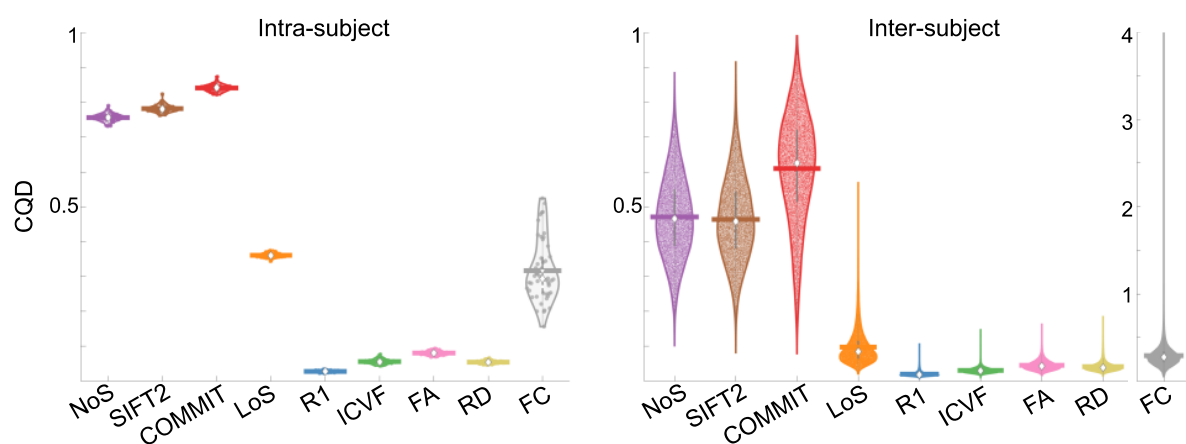 Intra-subject
CQD
1
0.5
NoS SIFT2 COMMIT LoS R1 ICVF FA RD FC
Inter-subject
1
0.5
4
3
2
1
NoS SIFT2 COMMIT LoS R1 ICVF FA RD FC